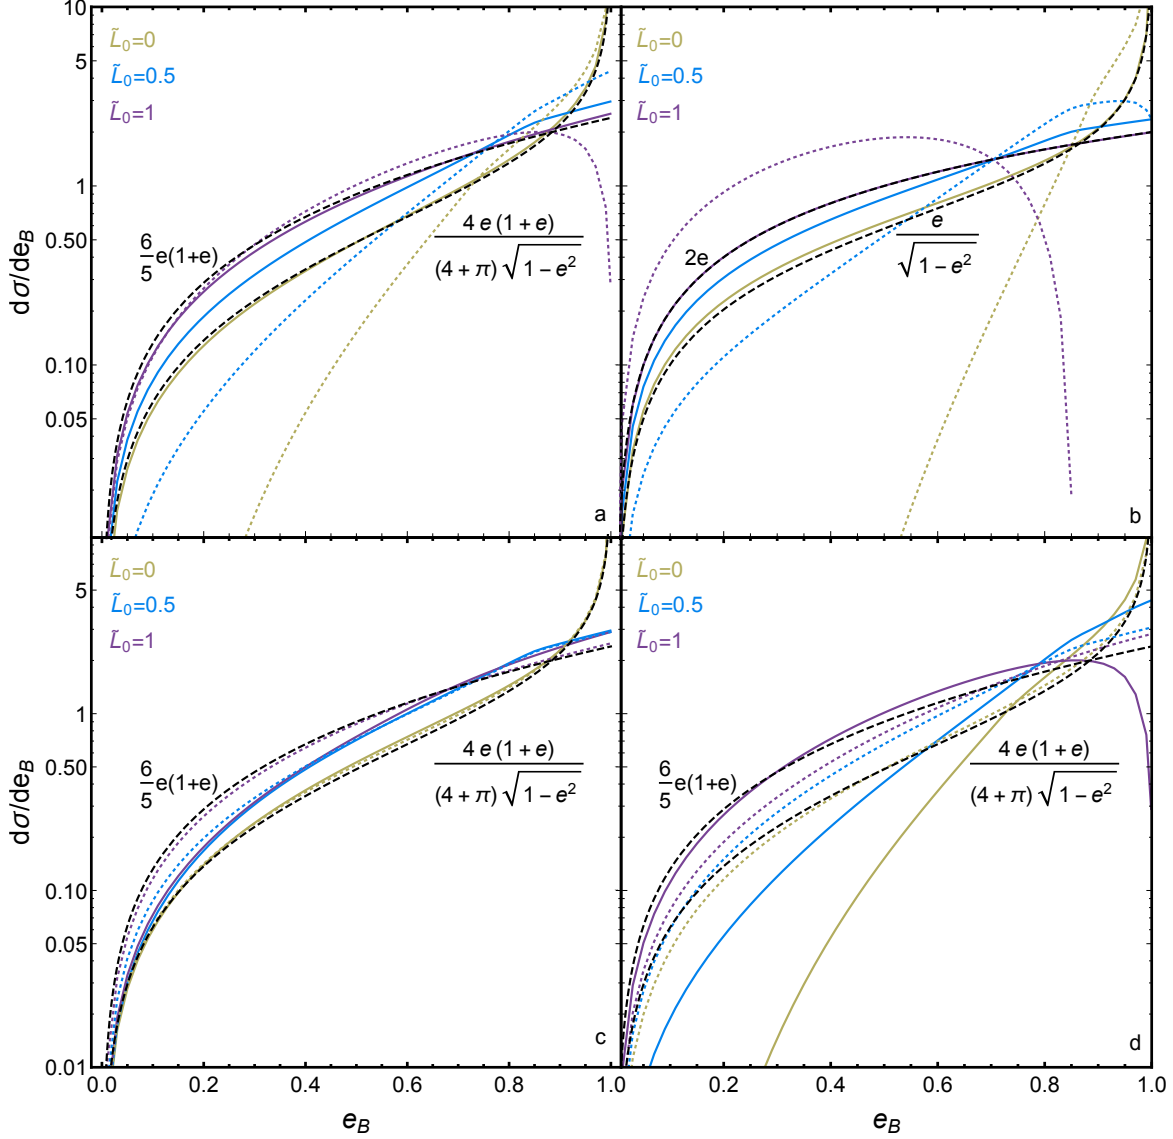 10
5
1
0.50
0.10
0.05
dσ/deB
L̃0=0
L̃0=0.5
L̃0=1
6/5 e(1+e)
4 e (1+e) / (4+π) √1−e²
a
L̃0=0
L̃0=0.5
L̃0=1
2e
e / √1−e²
b
5
1
0.50
0.10
0.05
0.01
dσ/deB
L̃0=0
L̃0=0.5
L̃0=1
6/5 e(1+e)
4 e (1+e) / (4+π) √1−e²
c
0.0 0.2 0.4 0.6 0.8 1.0
eB
L̃0=0
L̃0=0.5
L̃0=1
6/5 e(1+e)
4 e (1+e) / (4+π) √1−e²
d
0.2 0.4 0.6 0.8 1.0
eB